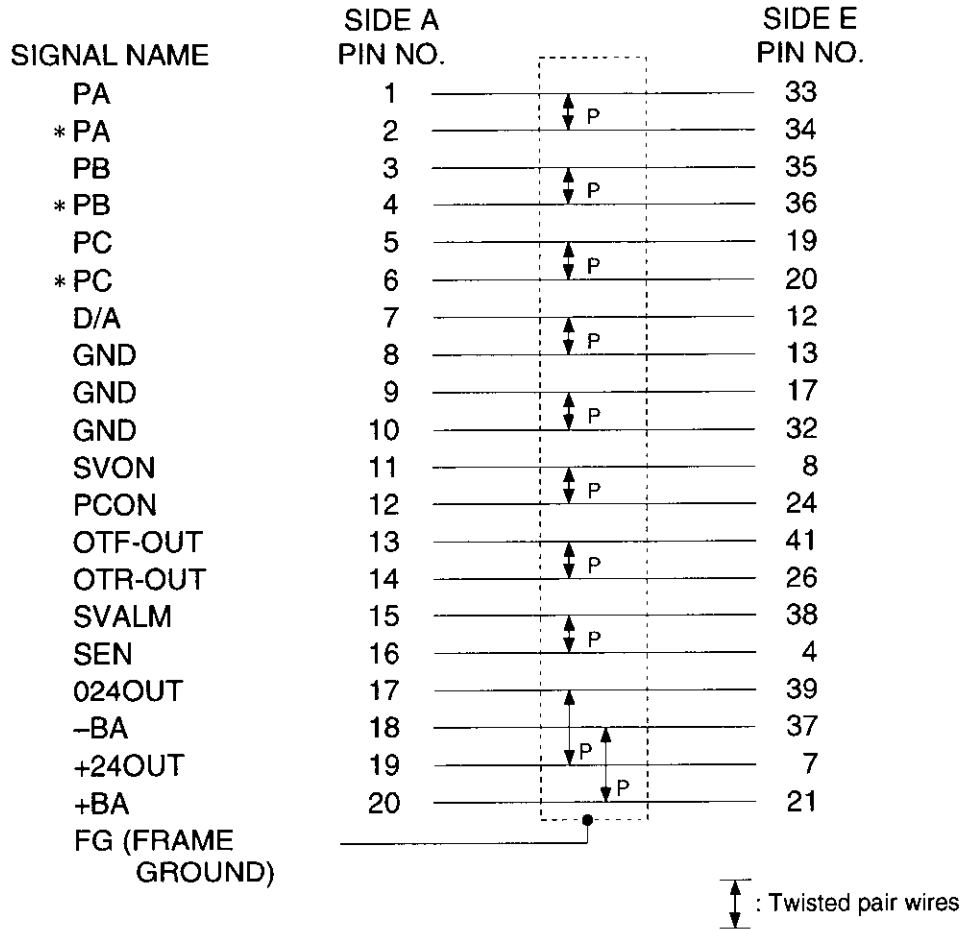 SIDE A SIDE E
SIGNAL NAME PIN NO. PIN NO.
PA 1 33
P
*PA 2 34
PB 3 35
P
*PB 4 36
PC 5 19
P
*PC 6 20
D/A 7 12
P
GND 8 13
GND 9 17
P
GND 10 32
SVON 11 8
P
PCON 12 24
OTF-OUT 13 41
P
OTR-OUT 14 26
SVALM 15 38
P
SEN 16 4
024OUT 17 39
–BA 18 37
P
+24OUT 19 7
P
+BA 20 21
FG (FRAME
GROUND)
: Twisted pair wires